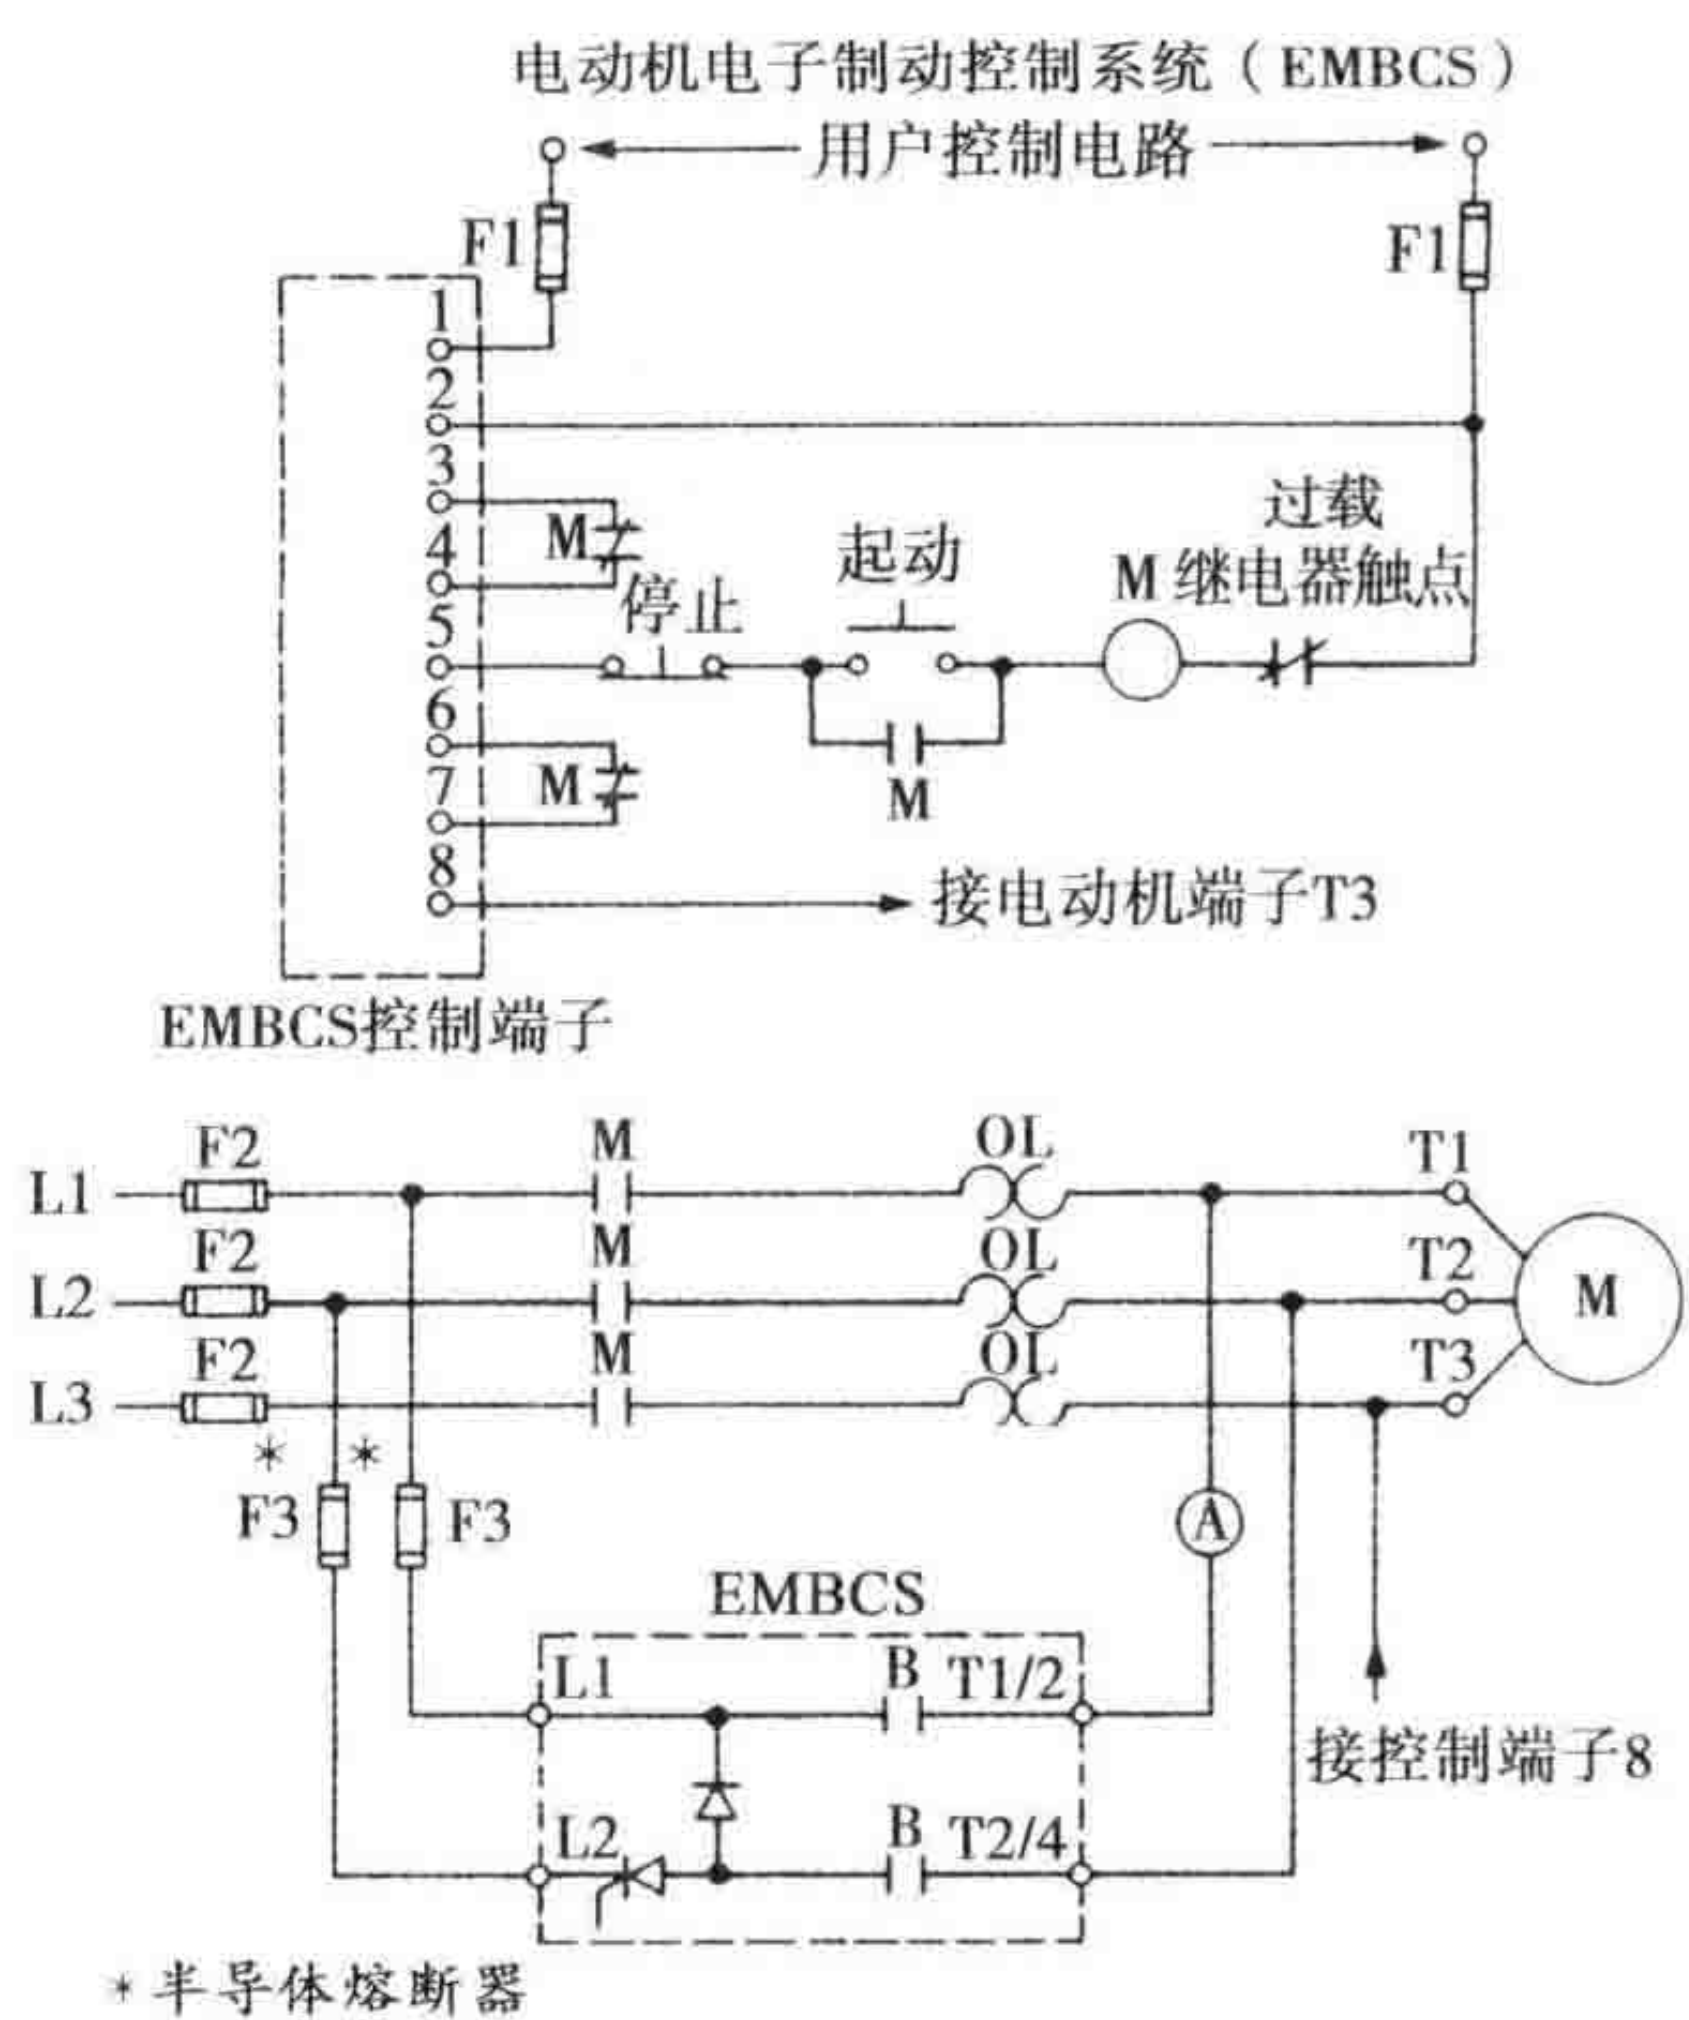 电动机电子制动控制系统（EMBCS）
用户控制电路
F1
F1
1
2
3
4
5
6
7
8
M
停止
起动
过载
M 继电器触点
M
M
接电动机端子T3
EMBCS控制端子
L1
F2
M
OL
T1
L2
F2
M
OL
T2
M
L3
F2
M
OL
T3
* *
F3
F3
A
EMBCS
L1
B
T1/2
接控制端子8
L2
B
T2/4
* 半导体熔断器